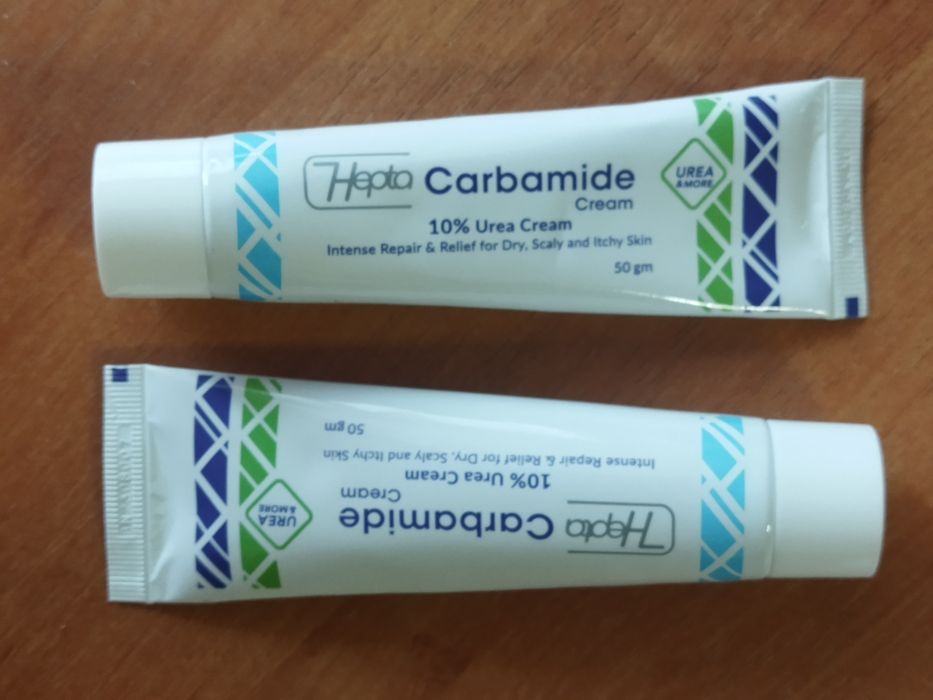 Hepta Carbamide
Cream
UREA
& MORE
10% Urea Cream
Intense Repair & Relief for Dry, Scaly and Itchy Skin
50 gm
Hepta Carbamide
Cream
UREA
& MORE
10% Urea Cream
Intense Repair & Relief for Dry, Scaly and Itchy Skin
50 gm